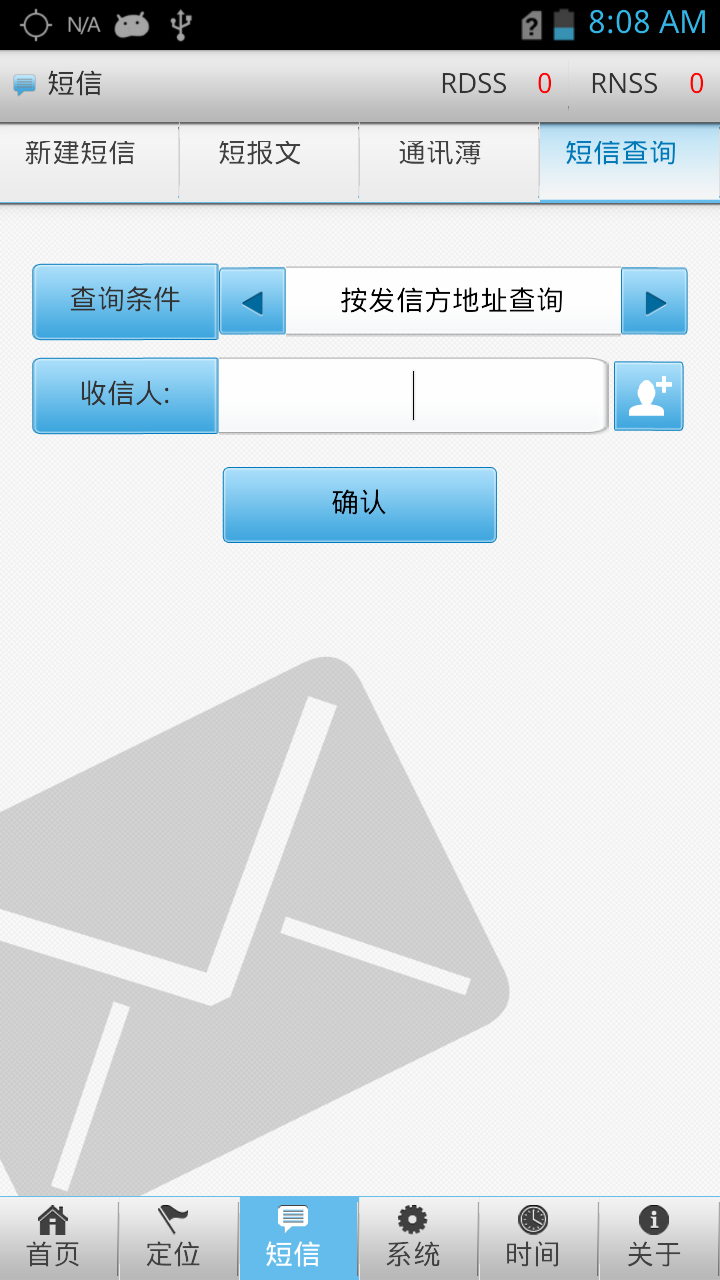 N/A 8:08 AM
短信 RDSS 0 RNSS 0
新建短信 短报文 通讯薄 短信查询
查询条件 按发信方地址查询
收信人:
确认
首页 定位 短信 系统 时间 关于